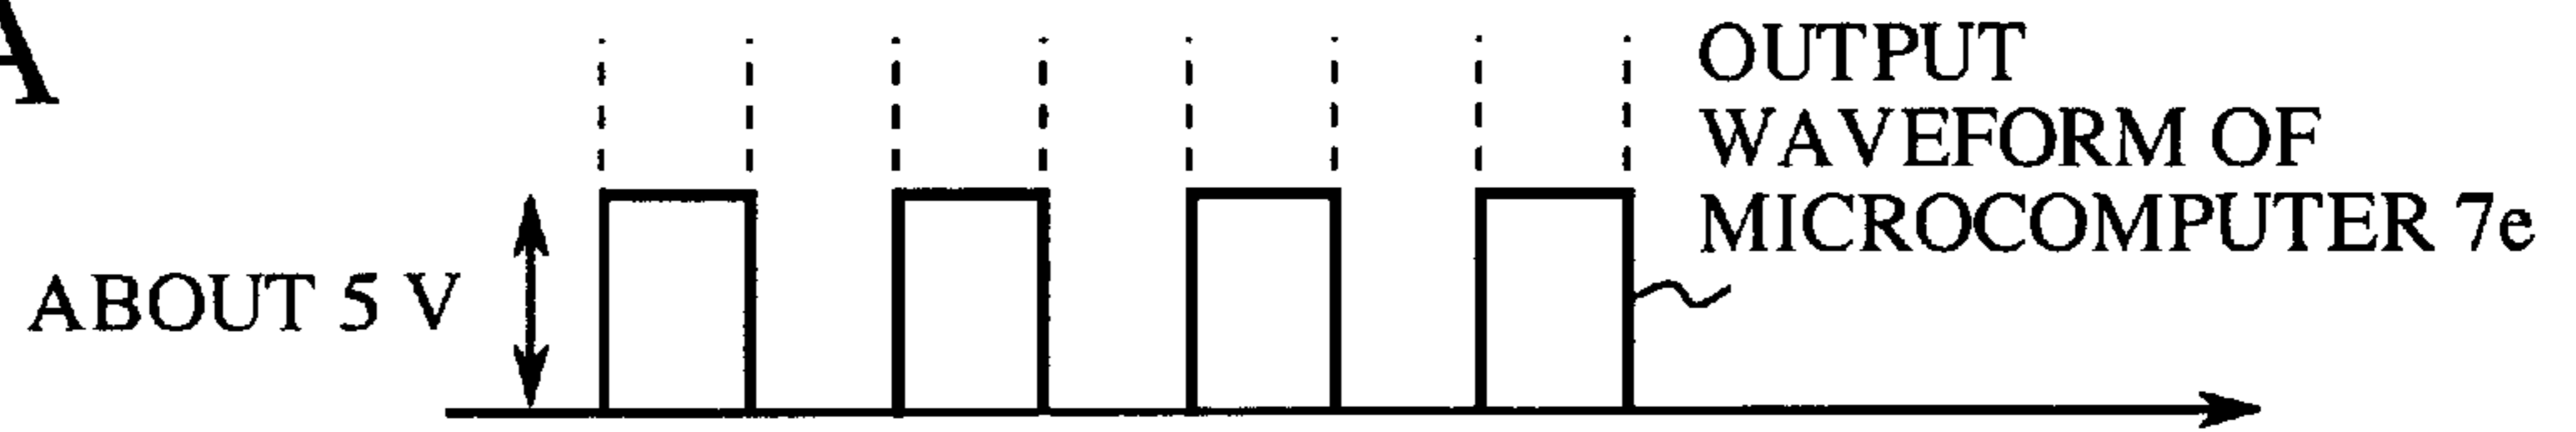 A
OUTPUT
WAVEFORM OF
MICROCOMPUTER 7e
ABOUT 5 V